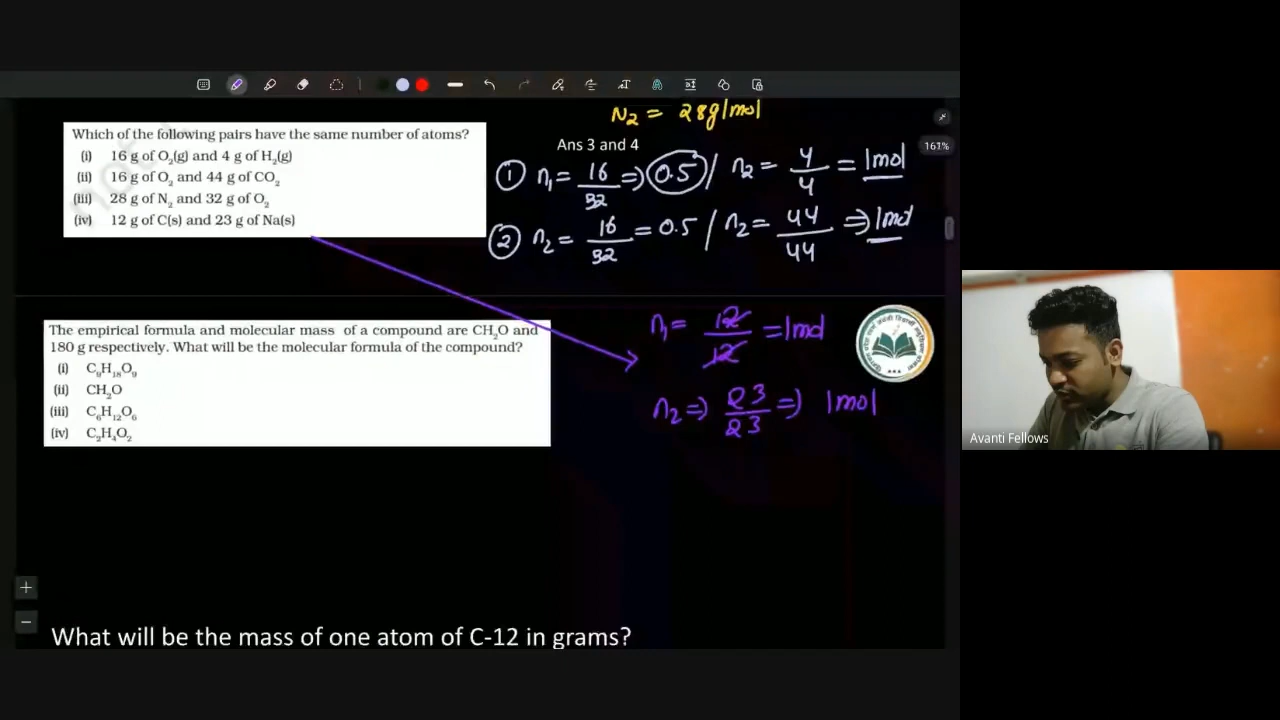 N₂ = 28g/mol
167%
Which of the following pairs have the same number of atoms?
(i) 16 g of O₂(g) and 4 g of H₂(g)
(ii) 16 g of O₂ and 44 g of CO₂
(iii) 28 g of N₂ and 32 g of O₂
(iv) 12 g of C(s) and 23 g of Na(s)
Ans 3 and 4
① n₁ = 16/32 ⇒ 0.5 / n₂ = 4/4 = 1mol
② n₂ = 16/32 = 0.5 / n₂ = 44/44 ⇒ 1mol
The empirical formula and molecular mass of a compound are CH₂O and
180 g respectively. What will be the molecular formula of the compound?
(i) C₉H₁₈O₉
(ii) CH₂O
(iii) C₆H₁₂O₆
(iv) C₂H₄O₂
n₁ = 12/12 = 1mol
n₂ ⇒ 23/23 ⇒ 1mol
What will be the mass of one atom of C-12 in grams?
Avanti Fellows